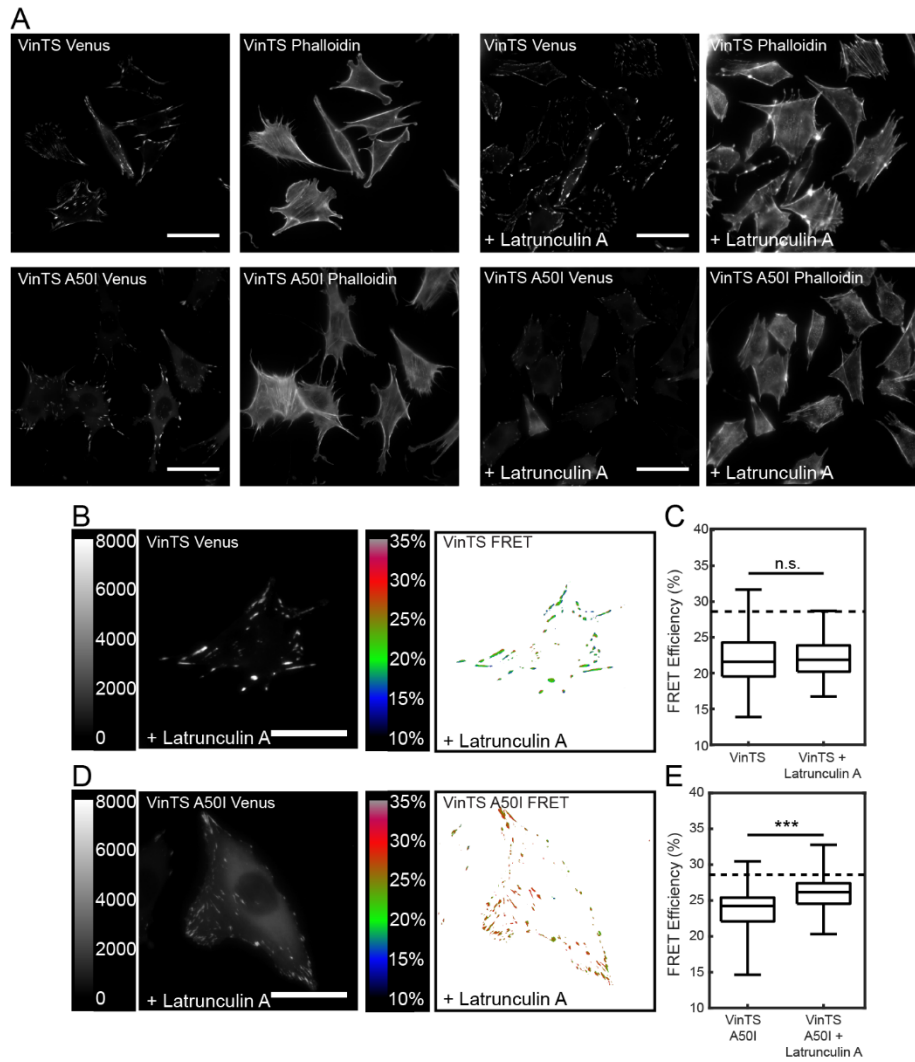 A
VinTS Venus
VinTS Phalloidin
VinTS Venus
+ Latrunculin A
VinTS Phalloidin
+ Latrunculin A
VinTS A50I Venus
VinTS A50I Phalloidin
VinTS A50I Venus
+ Latrunculin A
VinTS A50I Phalloidin
+ Latrunculin A
B
8000
6000
4000
2000
0
VinTS Venus
+ Latrunculin A
35%
30%
25%
20%
15%
10%
VinTS FRET
+ Latrunculin A
C
FRET Efficiency (%)
40
35
30
25
20
15
10
n.s.
VinTS
VinTS +
Latrunculin A
D
8000
6000
4000
2000
0
VinTS A50I Venus
+ Latrunculin A
35%
30%
25%
20%
15%
10%
VinTS A50I FRET
+ Latrunculin A
E
FRET Efficiency (%)
40
35
30
25
20
15
10
***
VinTS
A50I
VinTS
A50I +
Latrunculin A